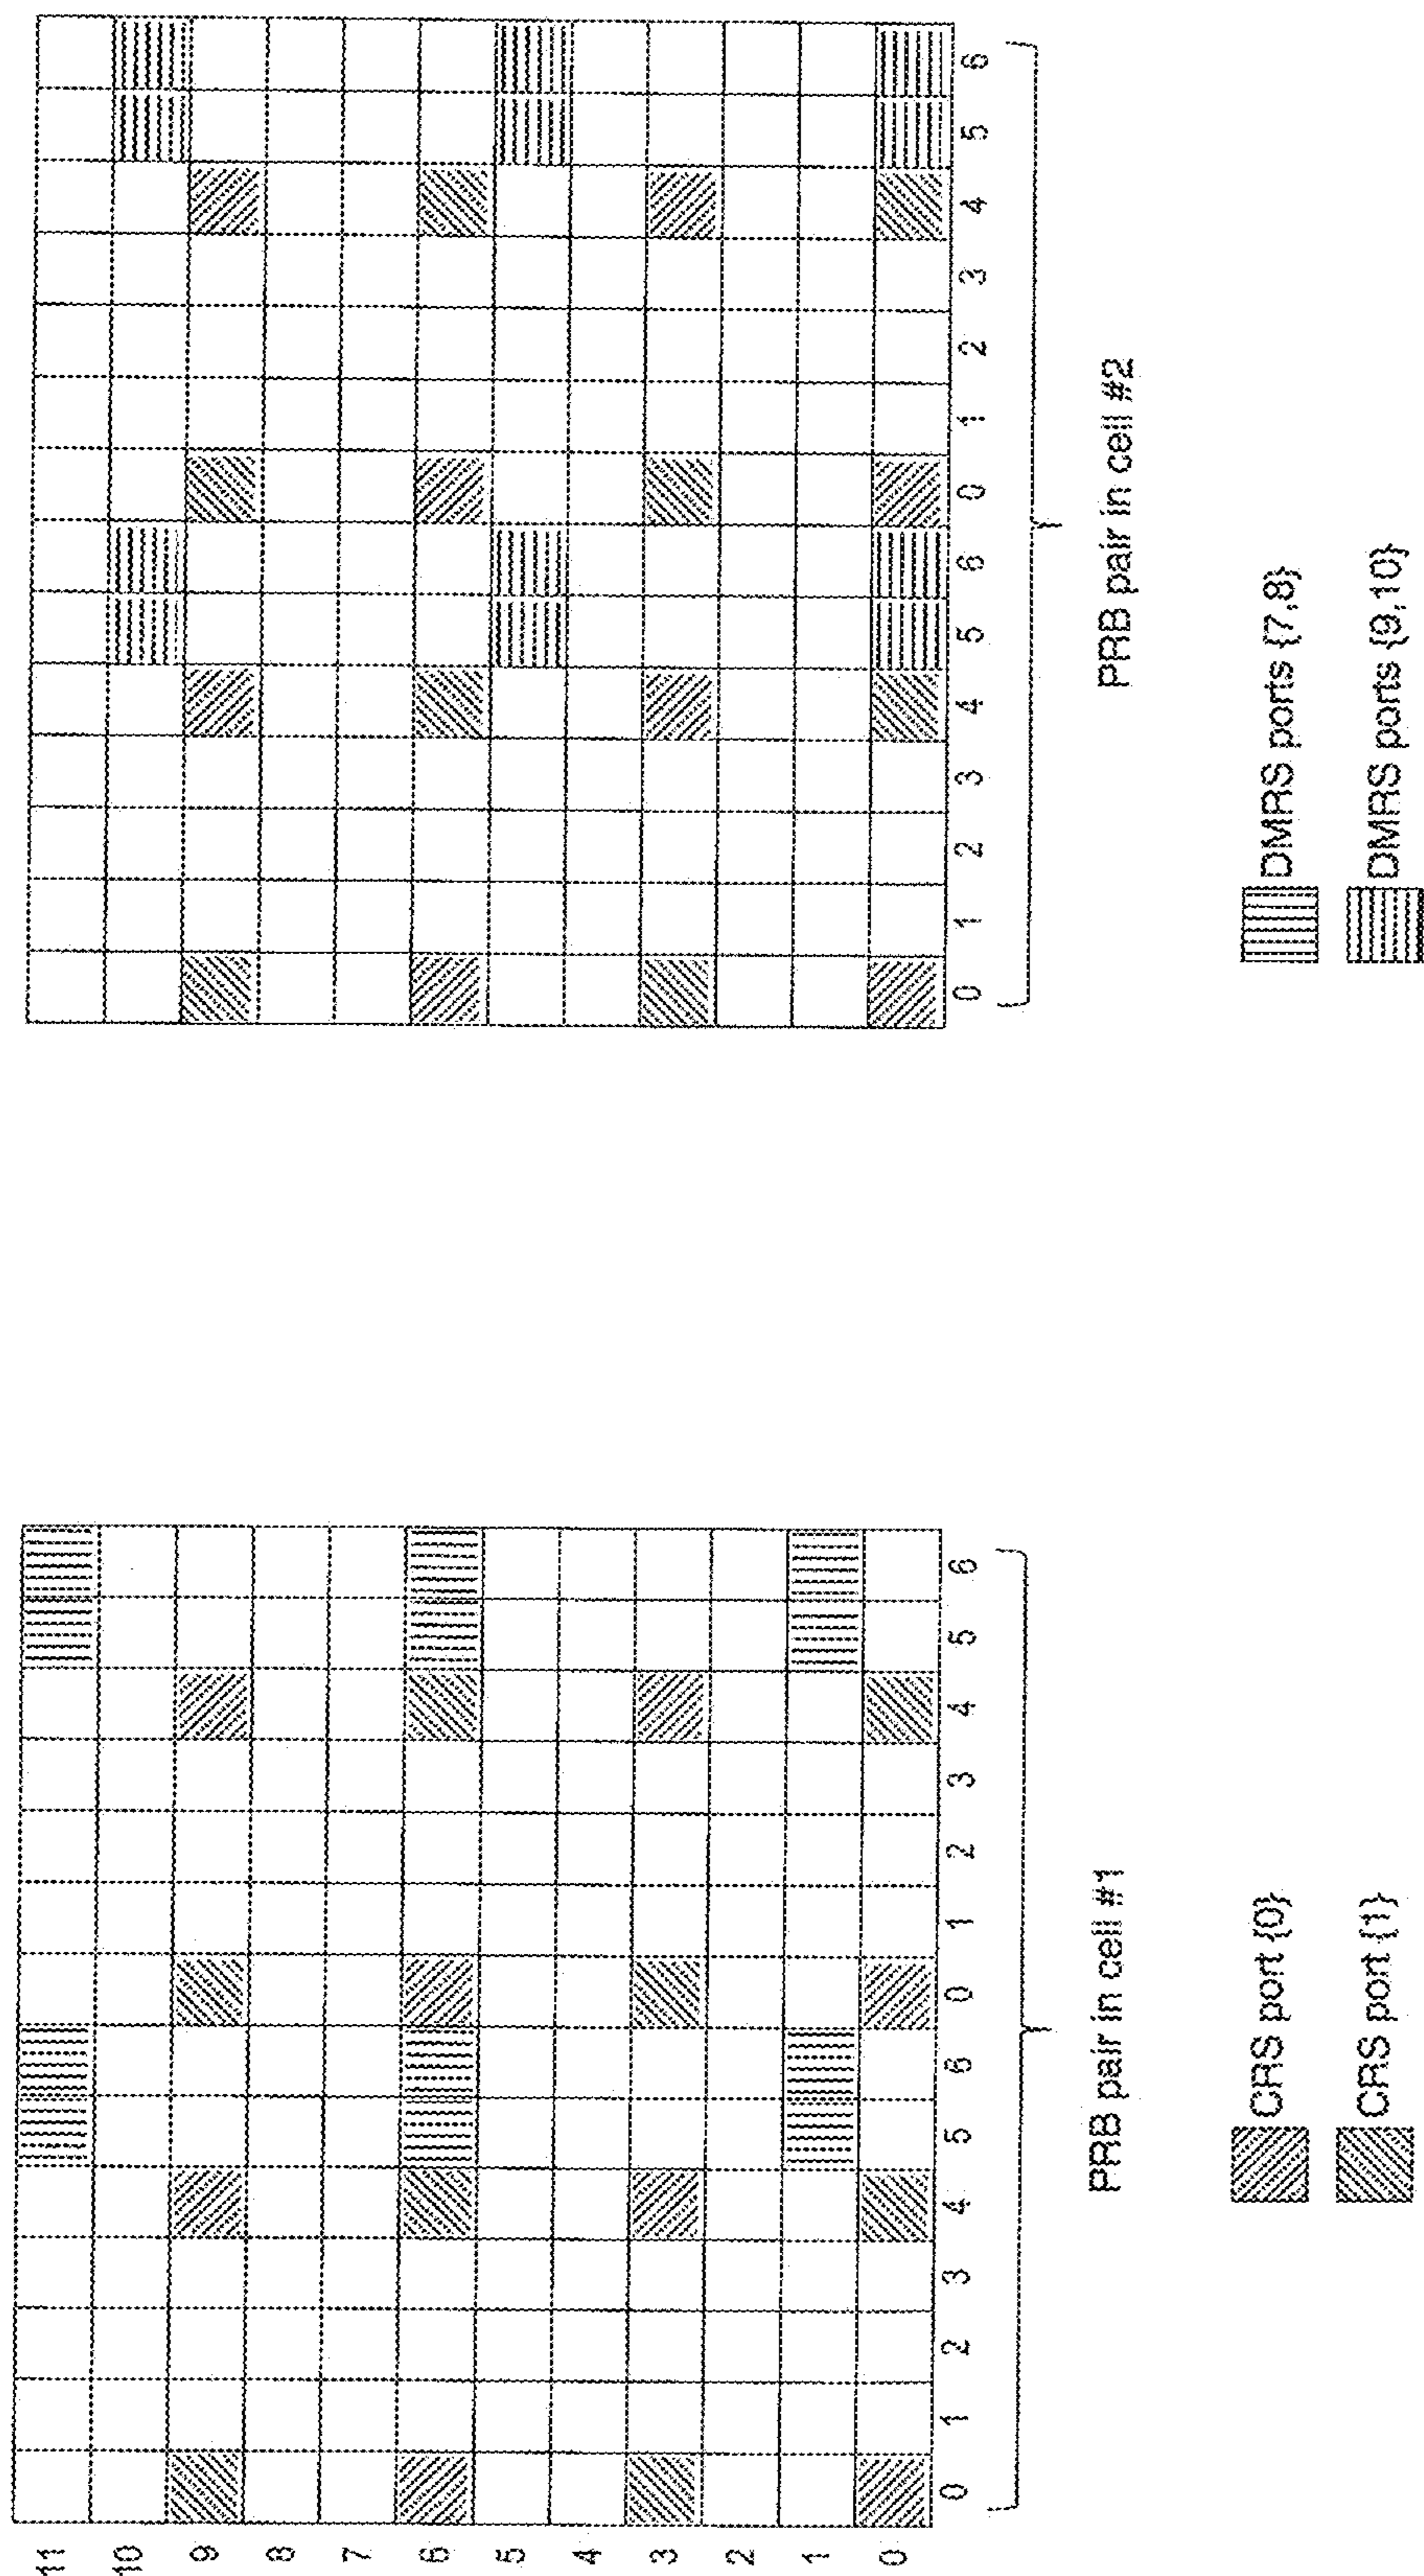 11
10
9
8
7
6
5
4
3
2
1
0
0 1 2 3 4 5 6 0 1 2 3 4 5 6
PRB pair in cell #1
0 1 2 3 4 5 6 0 1 2 3 4 5 6
PRB pair in cell #2
CRS port {0}
CRS port {1}
DMRS ports {7,8}
DMRS ports {9,10}